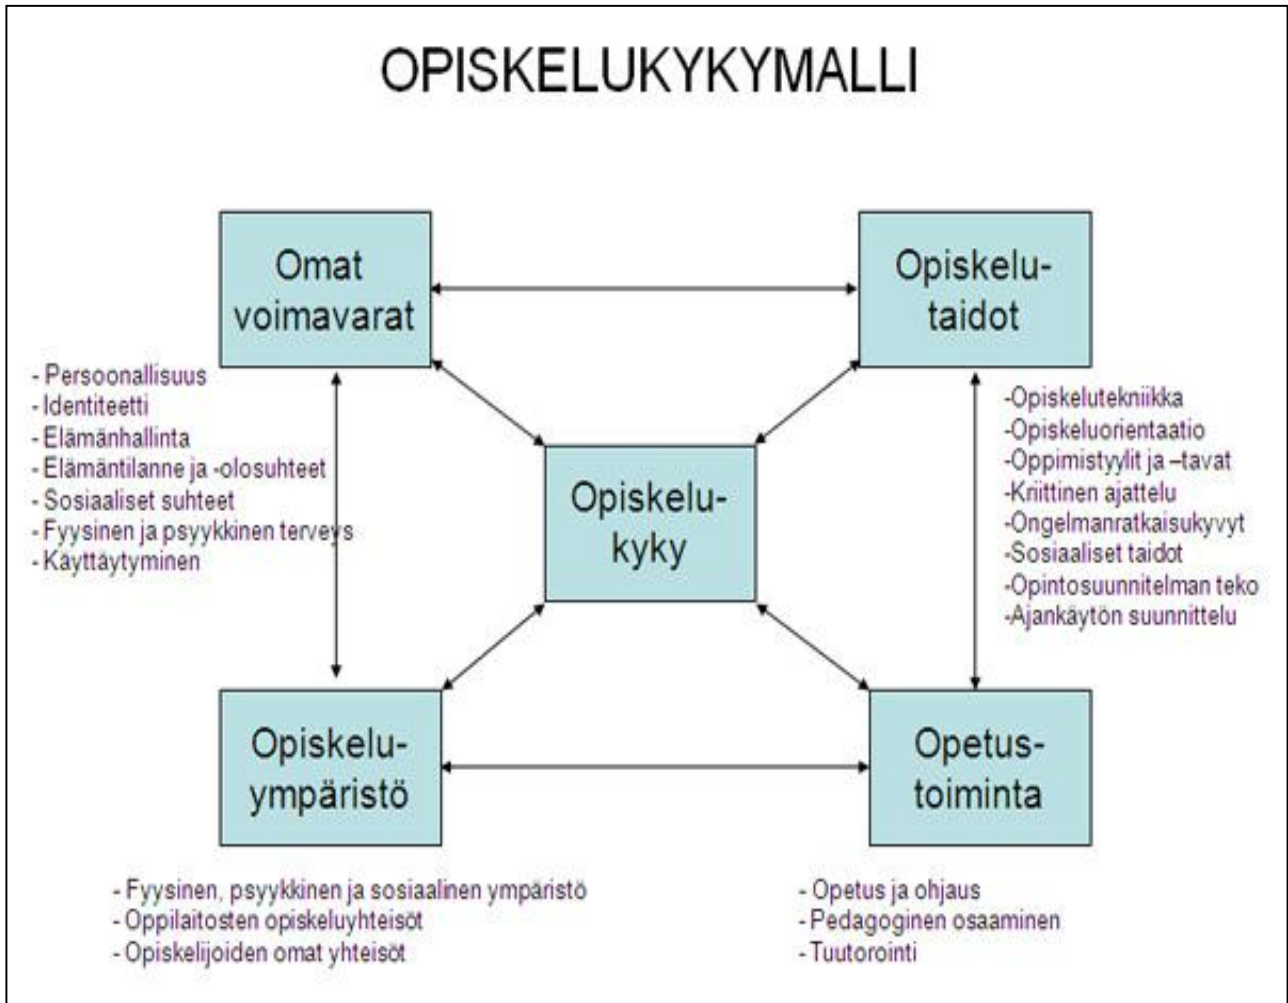 OPISKELUKYKYMALLI
Omat
voimavarat
- Persoonallisuus
- Identiteetti
- Elämänhallinta
- Elämäntilanne ja -olosuhteet
- Sosiaaliset suhteet
- Fyysinen ja psyykkinen terveys
- Käyttäytyminen
Opiskelu-
taidot
-Opiskelutekniikka
-Opiskeluorientaatio
-Oppimistyylit ja –tavat
-Kriittinen ajattelu
-Ongelmanratkaisukyvyt
-Sosiaaliset taidot
-Opintosuunnitelman teko
-Ajankäytön suunnittelu
Opiskelu-
kyky
Opiskelu-
ympäristö
- Fyysinen, psyykkinen ja sosiaalinen ympäristö
- Oppilaitosten opiskeluyhteisöt
- Opiskelijoiden omat yhteisöt
Opetus-
toiminta
- Opetus ja ohjaus
- Pedagoginen osaaminen
- Tuutorointi